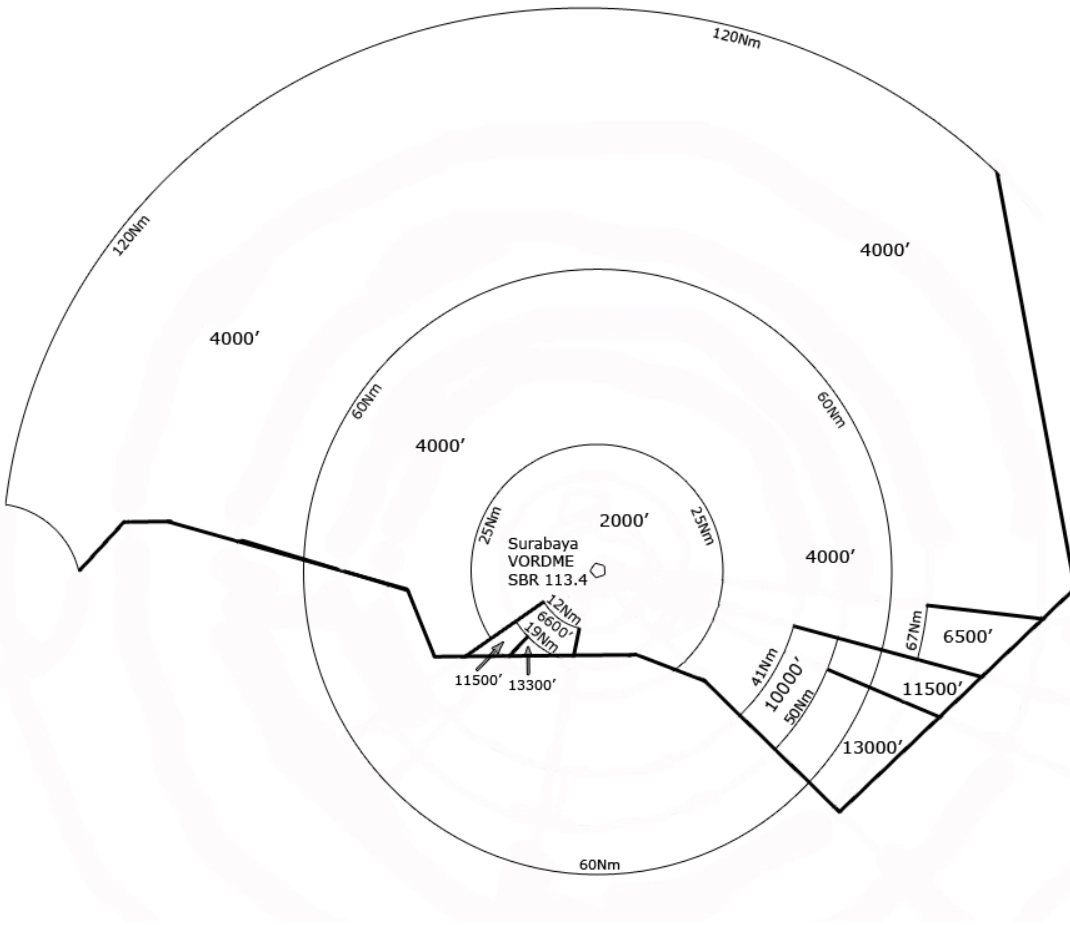 120Nm
120Nm
4000’
4000’
60Nm
60Nm
4000’
25Nm
2000’
25Nm
Surabaya
VORDME
SBR 113.4
4000’
12Nm
6600’
19Nm
11500’
13300’
67Nm
6500’
41Nm
10000’
50Nm
11500’
13000’
60Nm